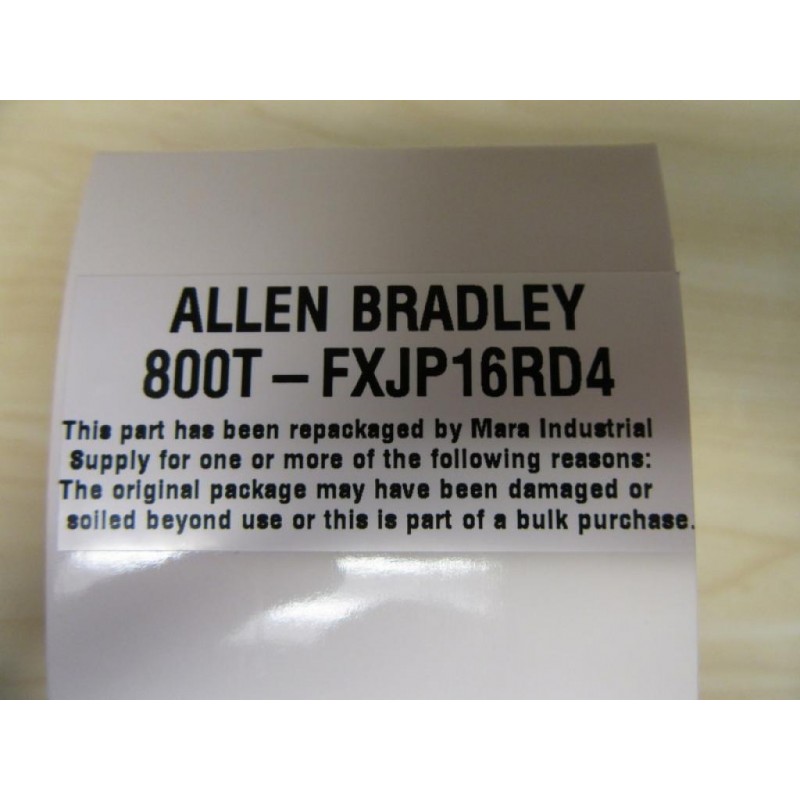 ALLEN BRADLEY
800T-FXJP16RD4
This part has been repackaged by Mara Industrial
Supply for one or more of the following reasons:
The original package may have been damaged or
soiled beyond use or this is part of a bulk purchase.